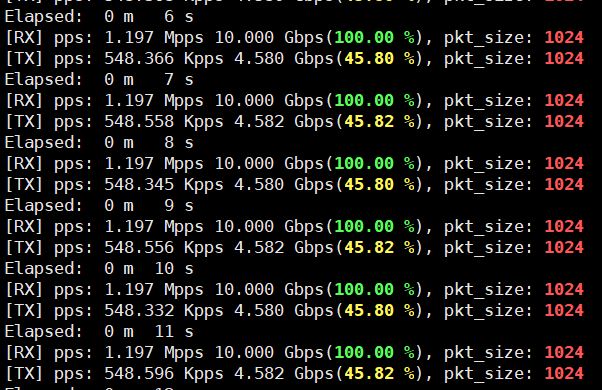 Elapsed:  0 m   6 s
[RX] pps: 1.197 Mpps 10.000 Gbps(100.00 %), pkt_size: 1024
[TX] pps: 548.366 Kpps 4.580 Gbps(45.80 %), pkt_size: 1024
Elapsed:  0 m   7 s
[RX] pps: 1.197 Mpps 10.000 Gbps(100.00 %), pkt_size: 1024
[TX] pps: 548.558 Kpps 4.582 Gbps(45.82 %), pkt_size: 1024
Elapsed:  0 m   8 s
[RX] pps: 1.197 Mpps 10.000 Gbps(100.00 %), pkt_size: 1024
[TX] pps: 548.345 Kpps 4.580 Gbps(45.80 %), pkt_size: 1024
Elapsed:  0 m   9 s
[RX] pps: 1.197 Mpps 10.000 Gbps(100.00 %), pkt_size: 1024
[TX] pps: 548.556 Kpps 4.582 Gbps(45.82 %), pkt_size: 1024
Elapsed:  0 m  10 s
[RX] pps: 1.197 Mpps 10.000 Gbps(100.00 %), pkt_size: 1024
[TX] pps: 548.332 Kpps 4.580 Gbps(45.80 %), pkt_size: 1024
Elapsed:  0 m  11 s
[RX] pps: 1.197 Mpps 10.000 Gbps(100.00 %), pkt_size: 1024
[TX] pps: 548.596 Kpps 4.582 Gbps(45.82 %), pkt_size: 1024